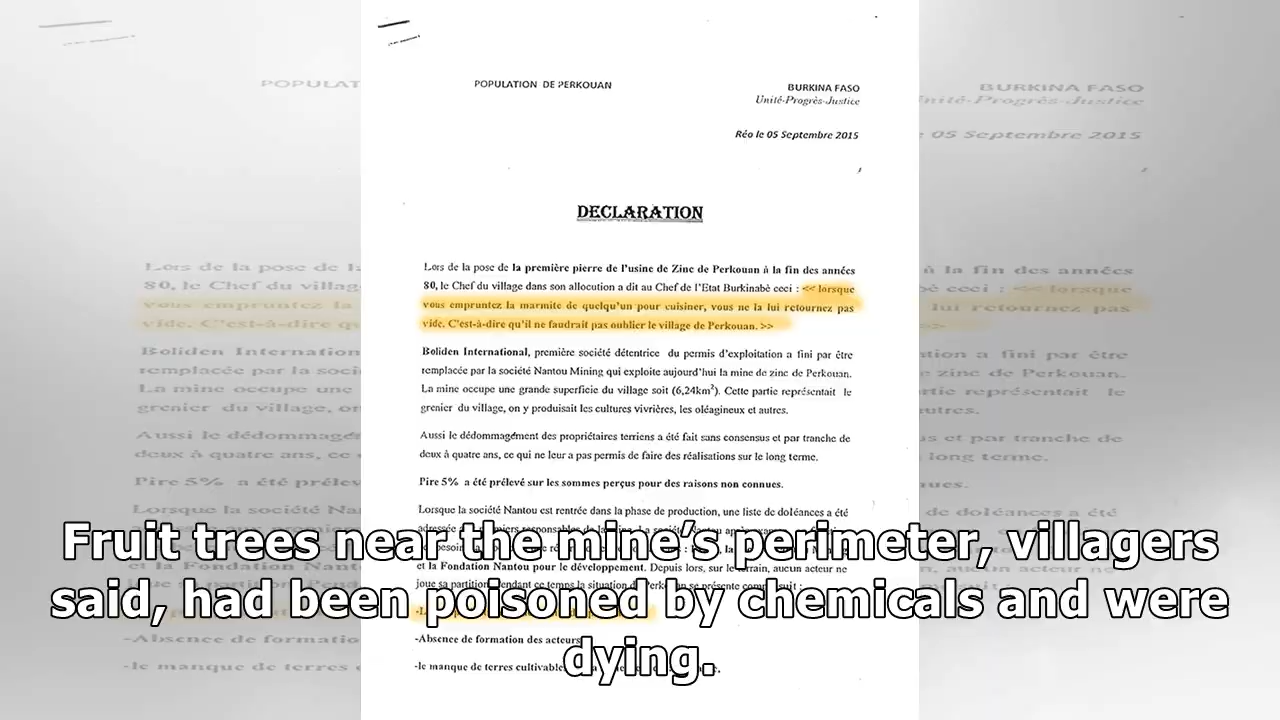 POPULATION DE PERKOUAN
BURKINA FASO
Unité-Progrès-Justice
Réo le 05 Septembre 2015
DECLARATION
Lors de la pose de la première pierre de l'usine de Zinc de Perkouan à la fin des années
80, le Chef du village dans son allocution a dit au Chef de l'Etat Burkinabè ceci : << lorsque
vous empruntez la marmite de quelqu'un pour cuisiner, vous ne la lui retournez pas
vide. C'est-à-dire qu'il ne faudrait pas oublier le village de Perkouan. >>
Boliden International, première société détentrice du permis d'exploitation a fini par être
remplacée par la société Nantou Mining qui exploite aujourd'hui la mine de zinc de Perkouan.
La mine occupe une grande superficie du village soit (6,24km²). Cette partie représentait le
grenier du village, on y produisait les cultures vivrières, les oléagineux et autres.
Aussi le dédommagement des propriétaires terriens a été fait sans consensus et par tranche de
deux à quatre ans, ce qui ne leur a pas permis de faire des réalisations sur le long terme.
Pire 5% a été prélevé sur les sommes perçus pour des raisons non connues.
Lorsque la société Nantou est rentrée dans la phase de production, une liste de doléances a été
et la Fondation Nantou pour le développement. Depuis lors, sur le terrain, aucun acteur ne
joue sa partition. Pendant ce temps la situation
-Absence de formation des acteurs
-le manque de terres cultivables
Fruit trees near the mine's perimeter, villagers
said, had been poisoned by chemicals and were
dying.